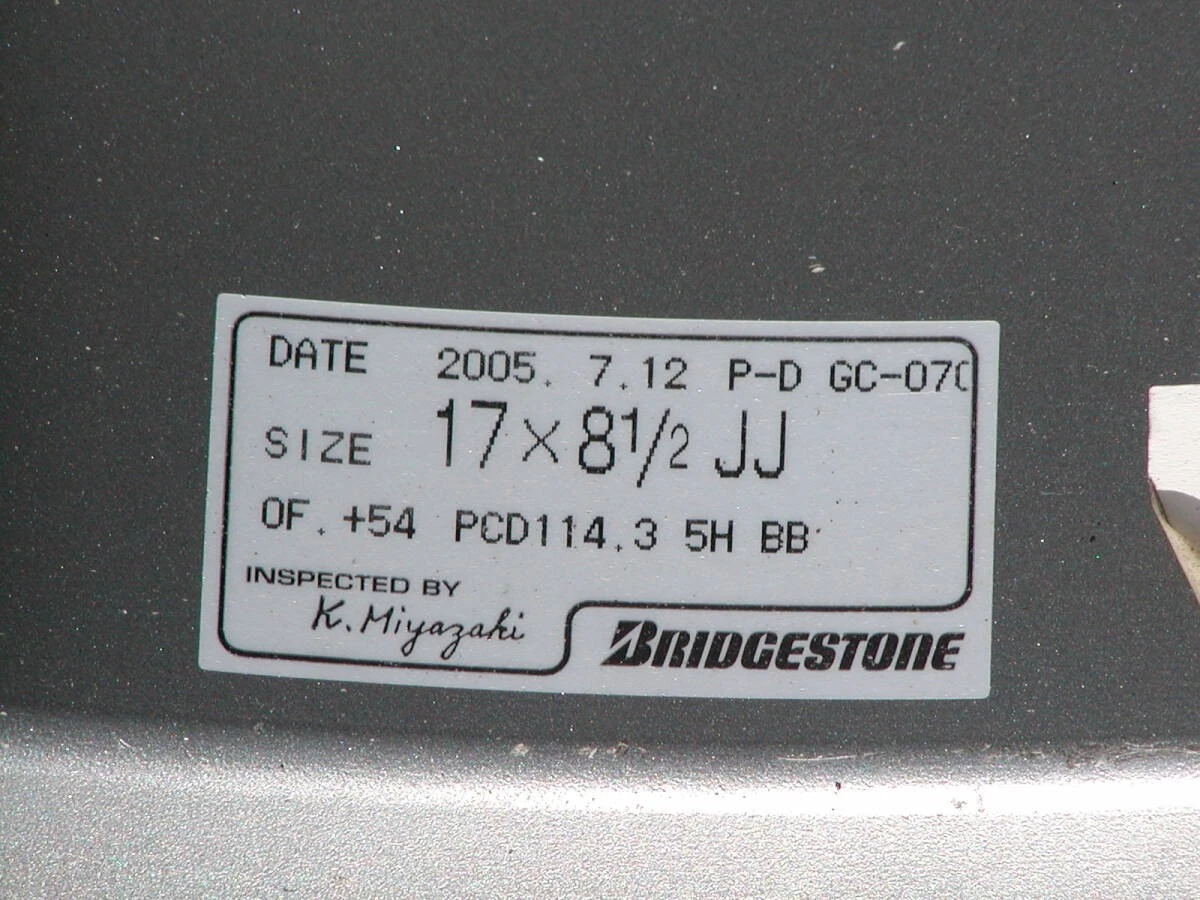 DATE 2005. 7.12 P-D GC-070
SIZE 17×8½ JJ
OF. +54 PCD114.3 5H BB
INSPECTED BY
K. Miyazaki
BRIDGESTONE